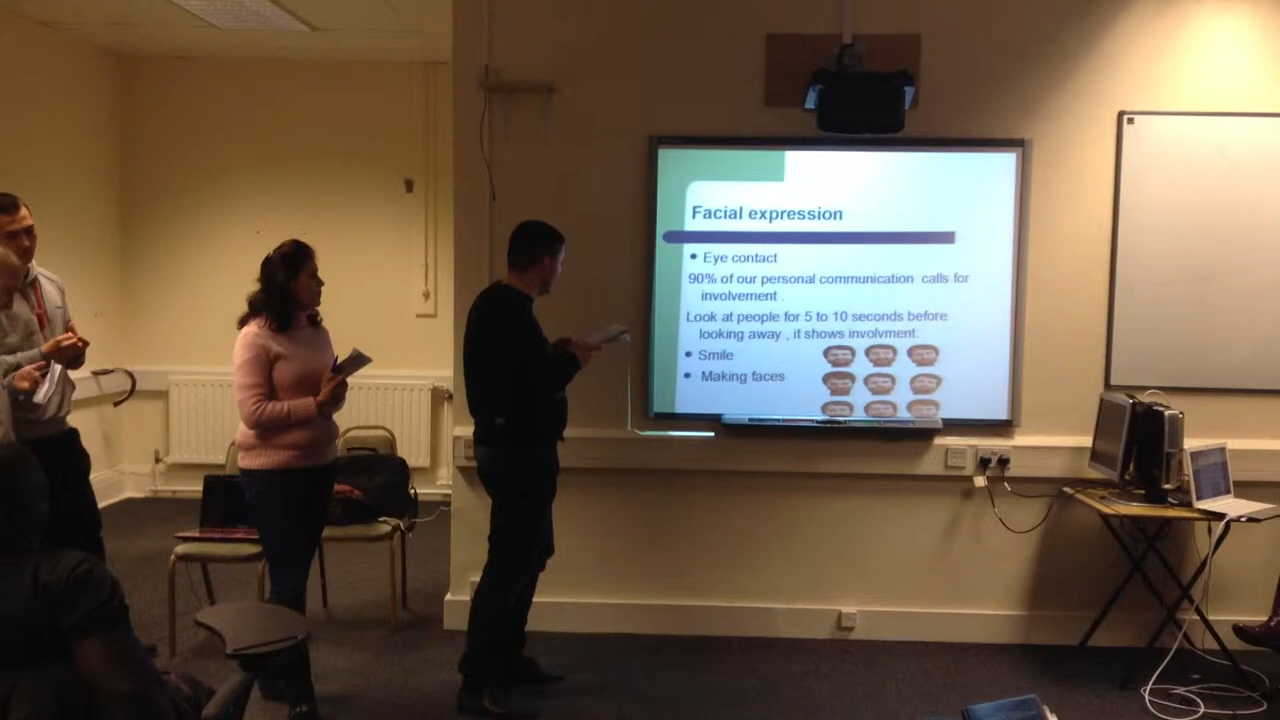 Facial expression
• Eye contact
90% of our personal communication calls for
involvement .
Look at people for 5 to 10 seconds before
looking away , it shows involvment.
• Smile
• Making faces